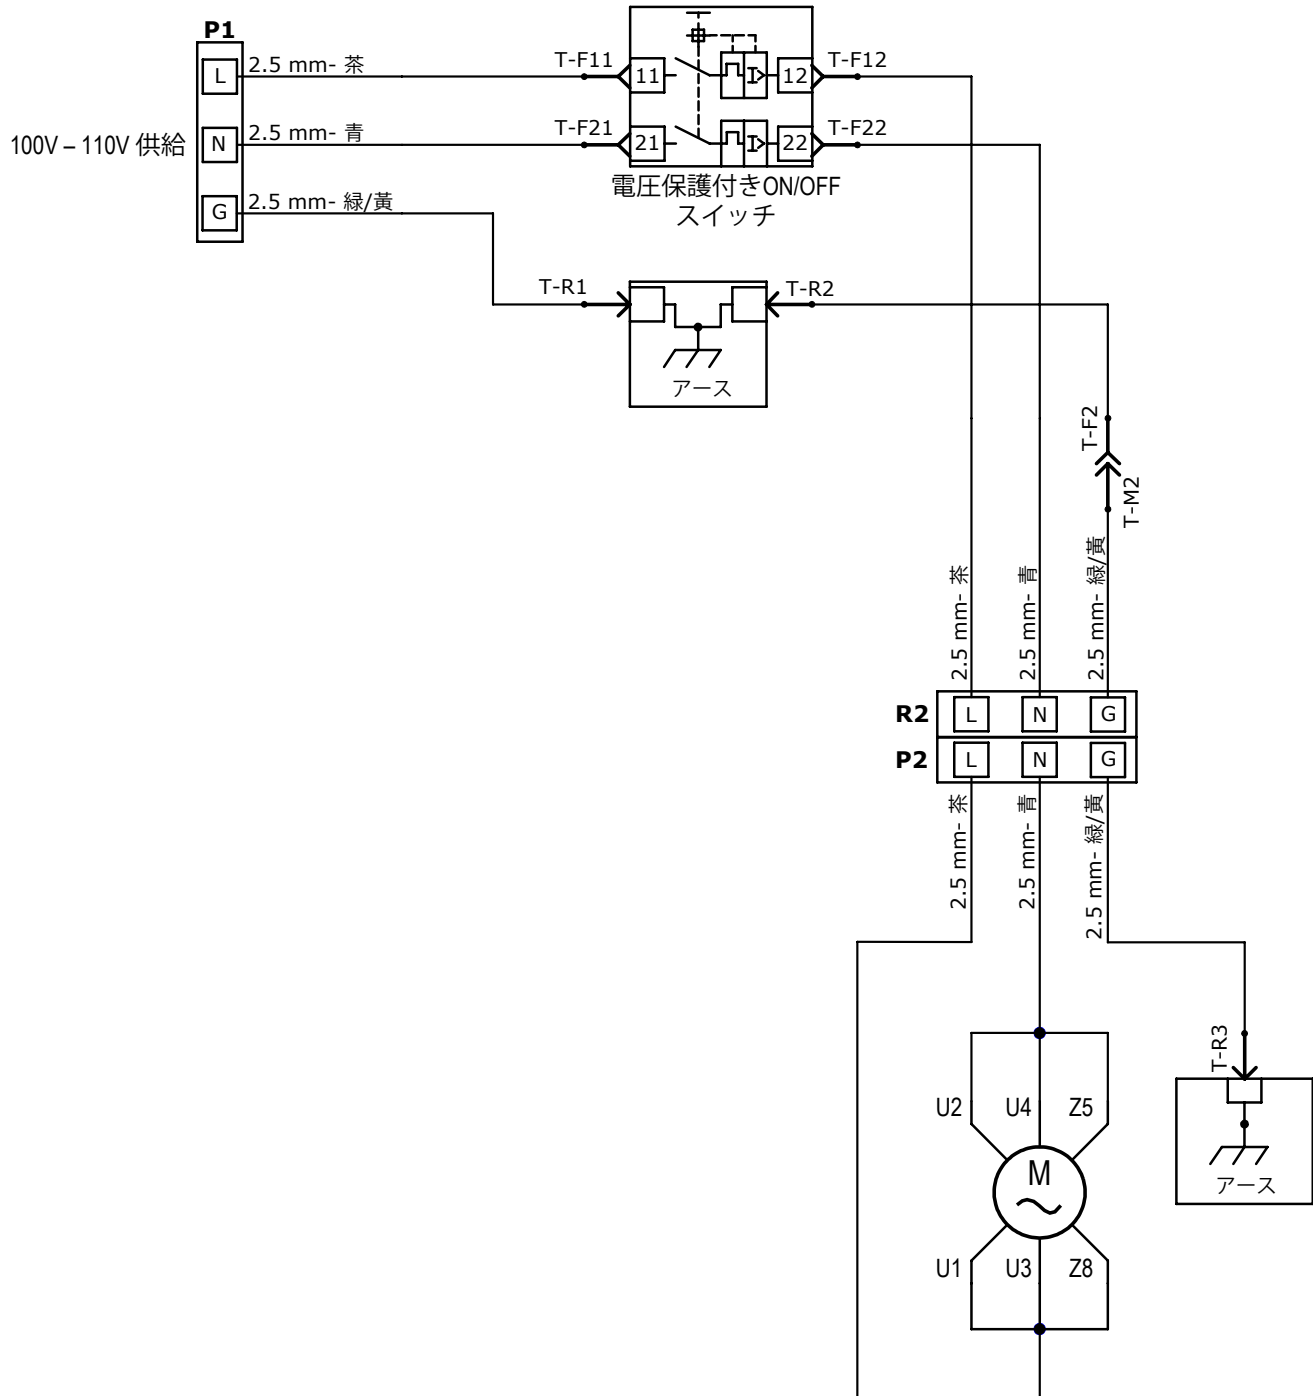 P1
L
2.5 mm- 茶
T-F11
11
12
T-F12
100V – 110V 供給
N
2.5 mm- 青
T-F21
21
22
T-F22
電圧保護付きON/OFF
スイッチ
G
2.5 mm- 緑/黃
T-R1
T-R2
アース
T-F2
T-M2
2.5 mm- 茶
2.5 mm- 青
2.5 mm- 緑/黃
R2
L
N
G
P2
L
N
G
2.5 mm- 茶
2.5 mm- 青
2.5 mm- 緑/黃
T-R3
アース
U2
U4
Z5
M
U1
U3
Z8